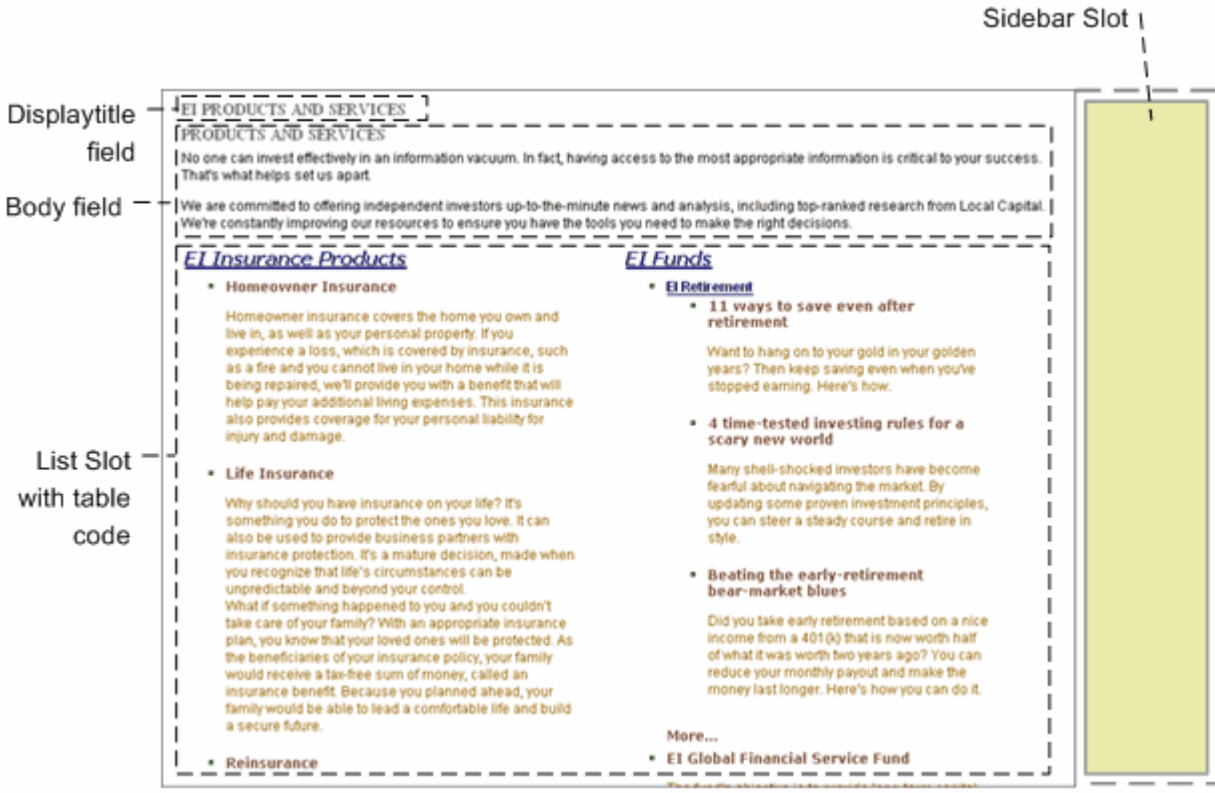 Sidebar Slot
Displaytitle
field
Body field
List Slot
with table
code
EI PRODUCTS AND SERVICES
PRODUCTS AND SERVICES
No one can invest effectively in an information vacuum. In fact, having access to the most appropriate information is critical to your success.
That's what helps set us apart.
We are committed to offering independent investors up-to-the-minute news and analysis, including top-ranked research from Local Capital.
We're constantly improving our resources to ensure you have the tools you need to make the right decisions.
EI Insurance Products
Homeowner Insurance
Homeowner insurance covers the home you own and
live in, as well as your personal property. If you
experience a loss, which is covered by insurance, such
as a fire and you cannot live in your home while it is
being repaired, we'll provide you with a benefit that will
help pay your additional living expenses. This insurance
also provides coverage for your personal liability for
injury and damage.
Life Insurance
Why should you have insurance on your life? It's
something you do to protect the ones you love. It can
also be used to provide business partners with
insurance protection. It's a mature decision, made when
you recognize that life's circumstances can be
unpredictable and beyond your control.
What if something happened to you and you couldn't
take care of your family? With an appropriate insurance
plan, you know that your loved ones will be protected. As
the beneficiaries of your insurance policy, your family
would receive a tax-free sum of money, called an
insurance benefit. Because you planned ahead, your
family would be able to lead a comfortable life and build
a secure future.
Reinsurance
EI Funds
EI Retirement
11 ways to save even after
retirement
Want to hang on to your gold in your golden
years? Then keep saving even when you've
stopped earning. Here's how.
4 time-tested investing rules for a
scary new world
Many shell-shocked investors have become
fearful about navigating the market. By
updating some proven investment principles,
you can steer a steady course and retire in
style.
Beating the early-retirement
bear-market blues
Did you take early retirement based on a nice
income from a 401(k) that is now worth half
of what it was worth two years ago? You can
reduce your monthly payout and make the
money last longer. Here's how you can do it.
More...
EI Global Financial Service Fund